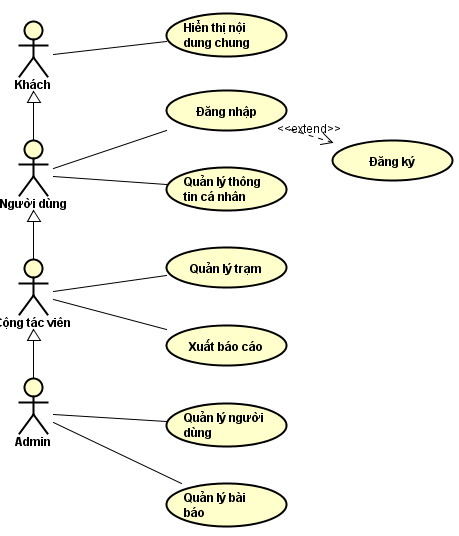 Hiển thị nội
dung chung
Khách
Đăng nhập
<<extend>>
Đăng ký
Quản lý thông
tin cá nhân
Người dùng
Quản lý trạm
Cộng tác viên
Xuất báo cáo
Quản lý người
dùng
Admin
Quản lý bài
báo